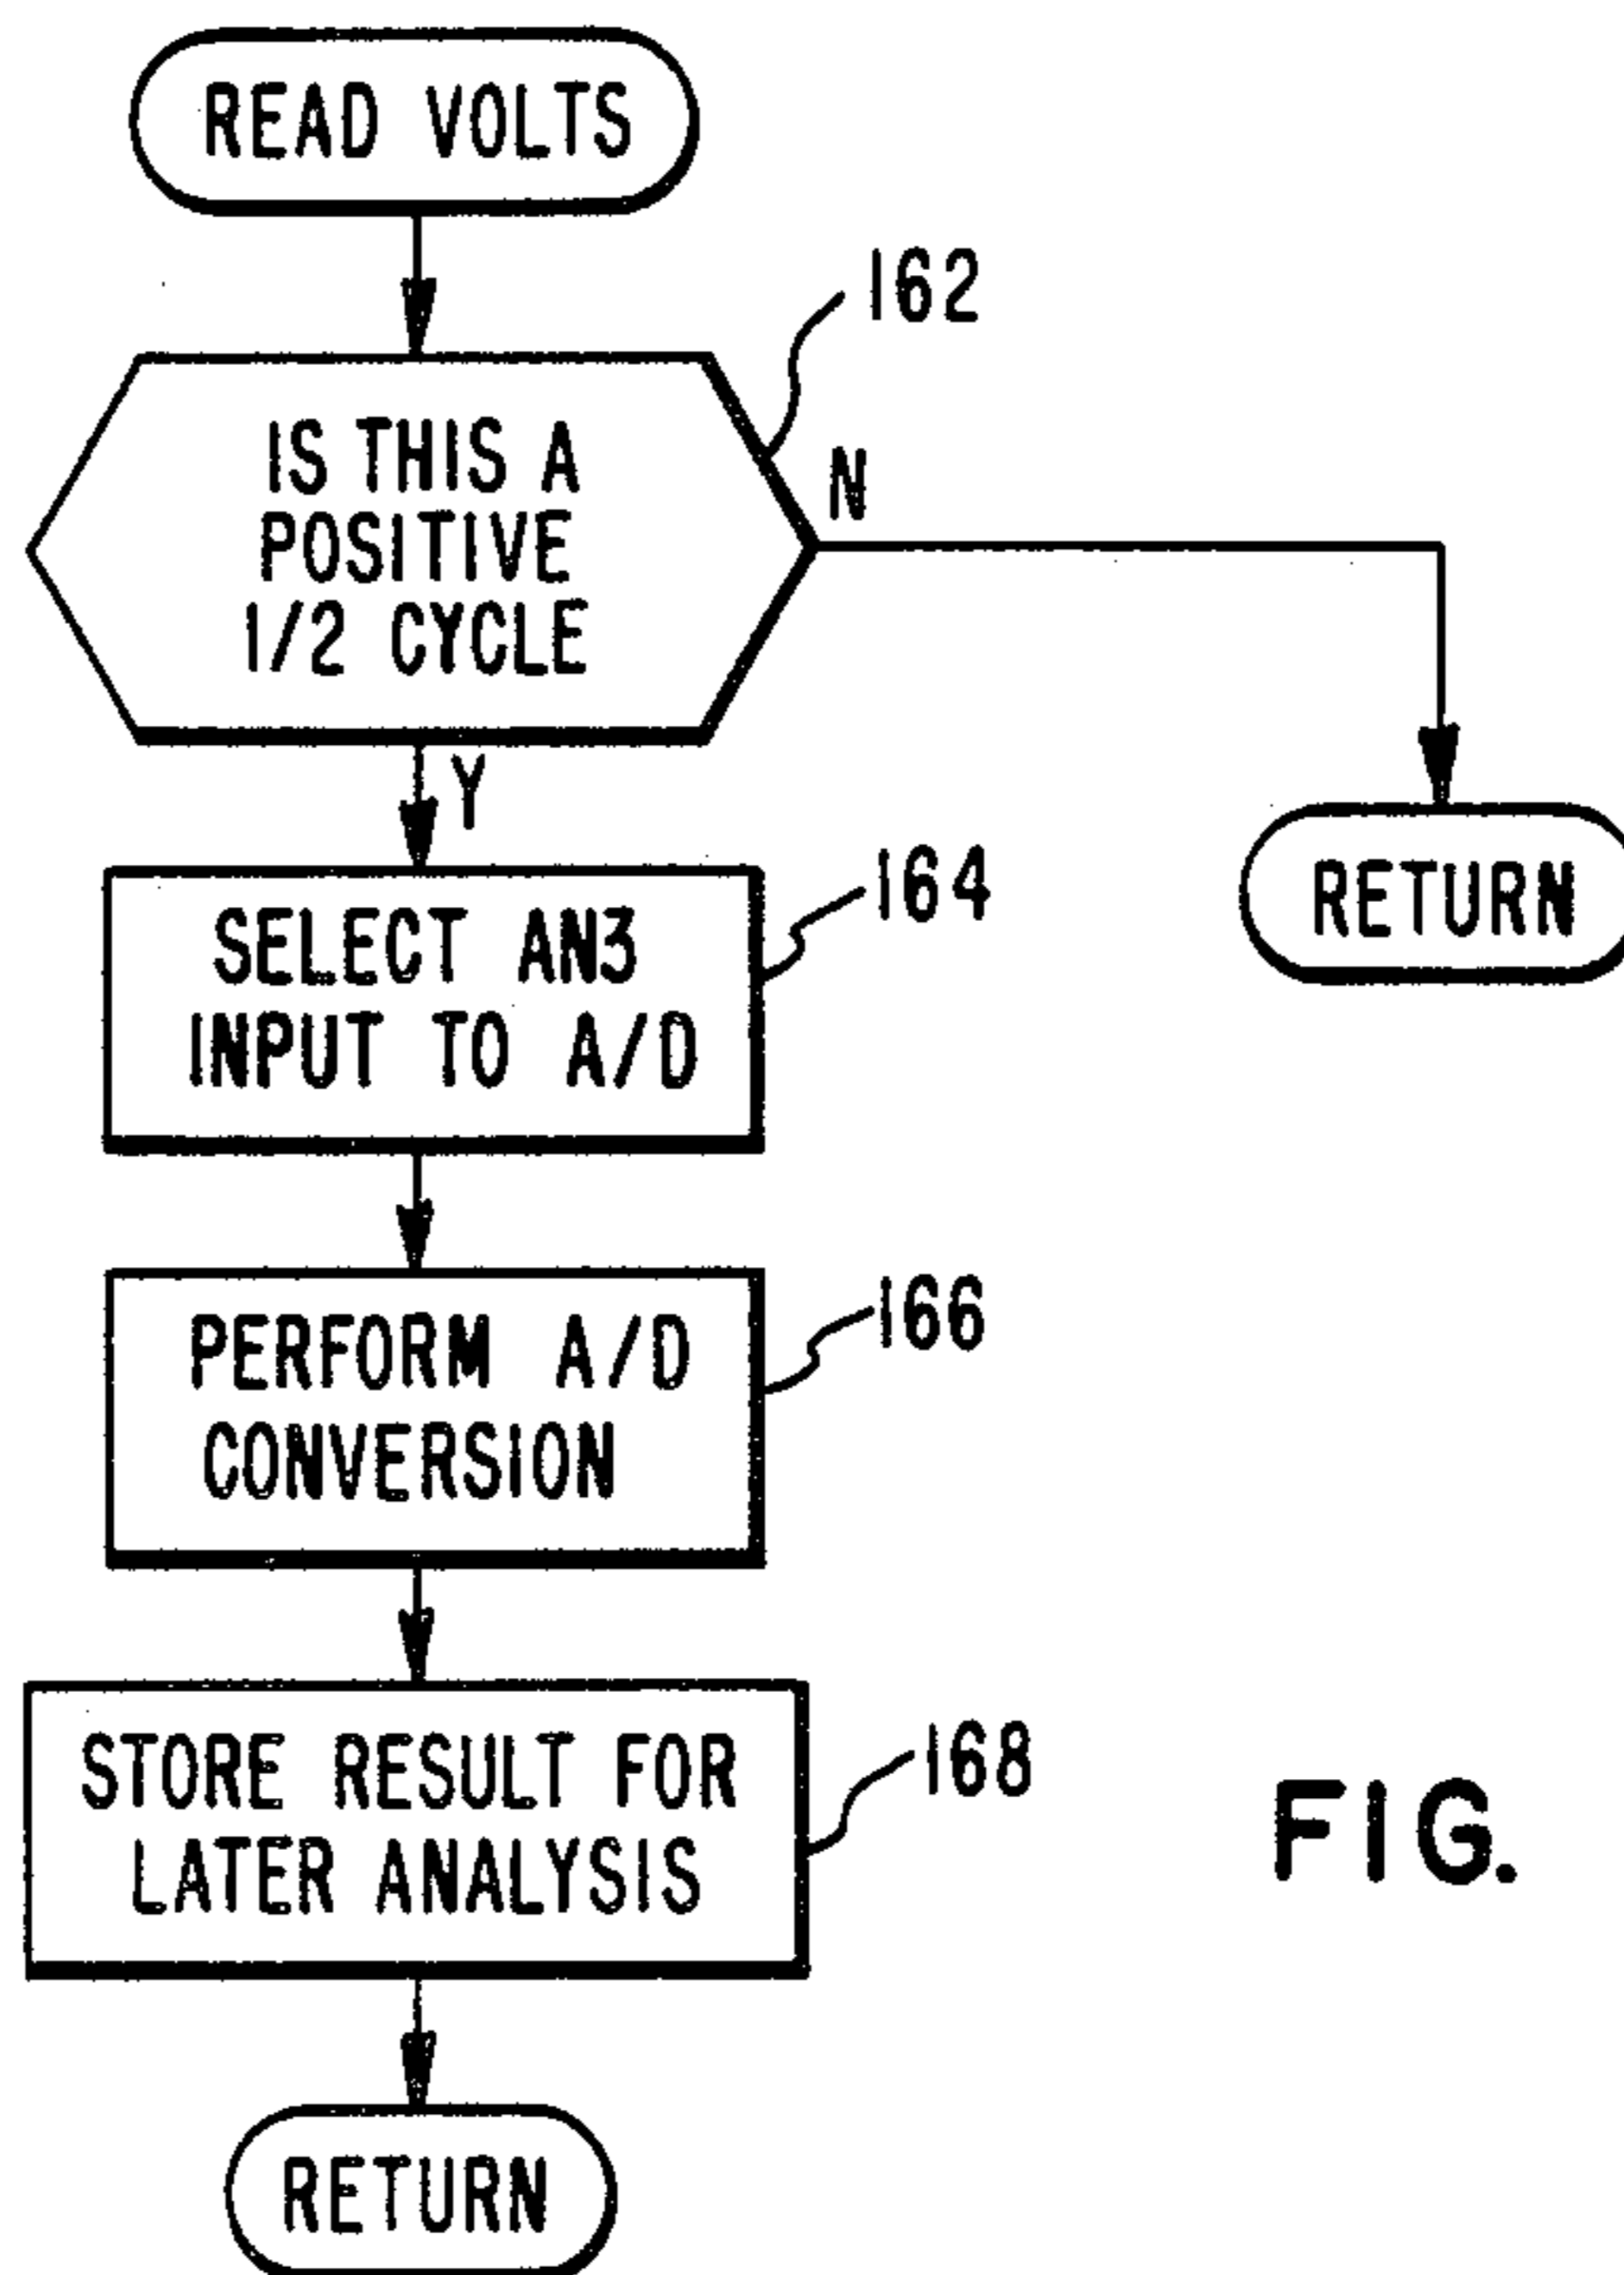 READ VOLTS
162
IS THIS A
POSITIVE
1/2 CYCLE
N
Y
RETURN
164
SELECT AN3
INPUT TO A/D
166
PERFORM A/D
CONVERSION
168
STORE RESULT FOR
LATER ANALYSIS
FIG.
RETURN